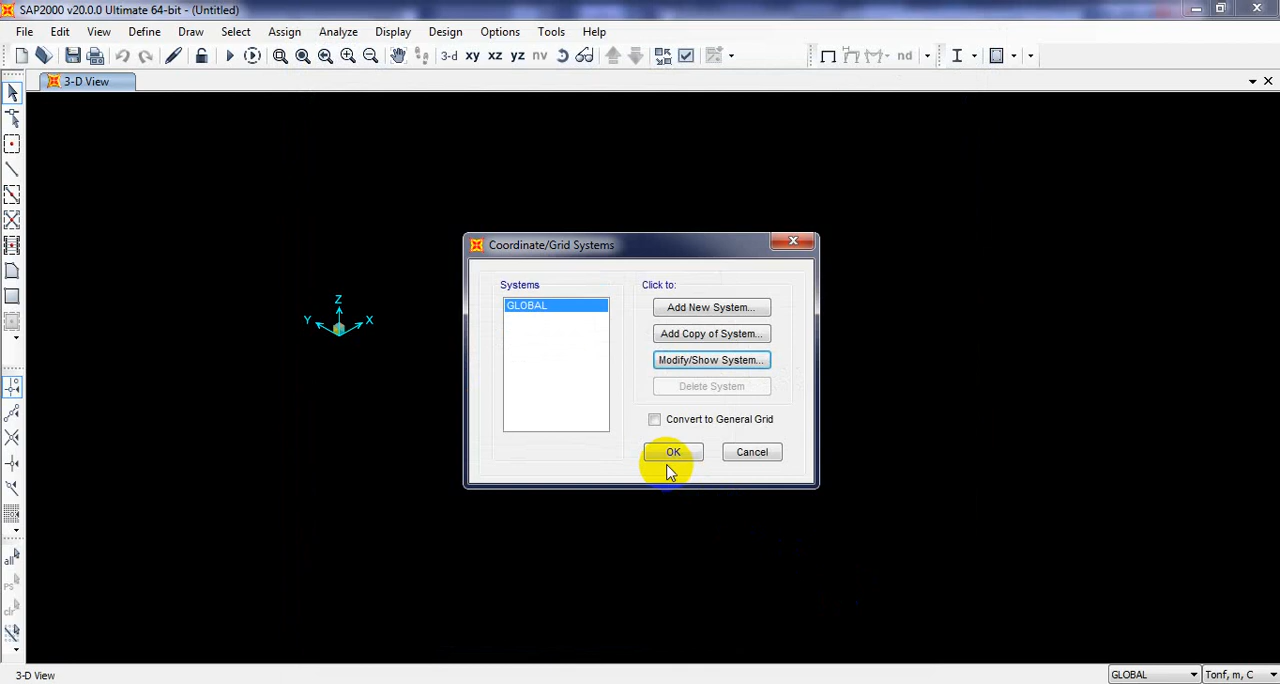 SAP2000 v20.0.0 Ultimate 64-bit - (Untitled)
File Edit View Define Draw Select Assign Analyze Display Design Options Tools Help
3-d xy xz yz nv nd
3-D View
Coordinate/Grid Systems
Systems
Click to:
GLOBAL
Add New System...
Add Copy of System...
Modify/Show System...
Delete System
Convert to General Grid
OK Cancel
Z
Y X
all
PS
clr
3-D View GLOBAL Tonf, m, C